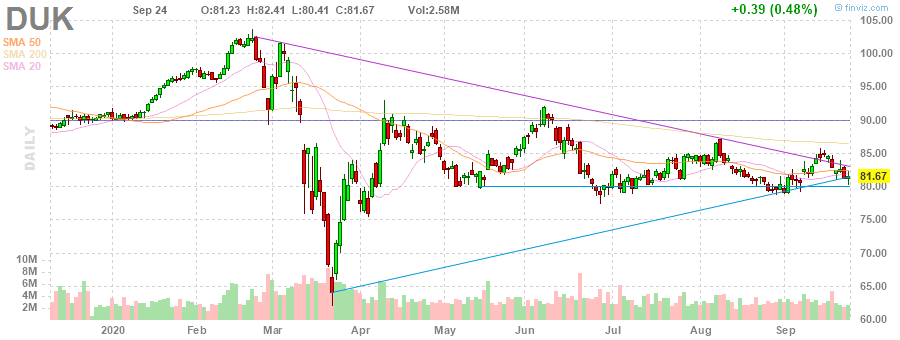 DUK Sep 24 O:81.23 H:82.41 L:80.41 C:81.67 Vol:2.58M +0.39 (0.48%) © finviz.com
SMA 50
SMA 200
SMA 20
DAILY
105.00
100.00
95.00
90.00
85.00
81.67
80.00
75.00
70.00
65.00
60.00
10M
8M
6M
4M
2M
2020 Feb Mar Apr May Jun Jul Aug Sep